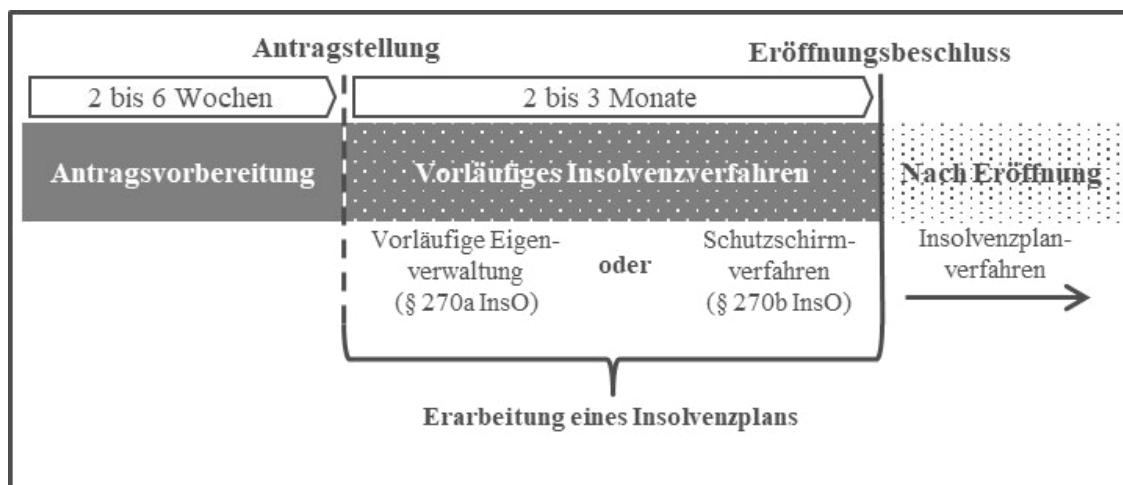 Antragstellung
Eröffnungsbeschluss
2 bis 6 Wochen
2 bis 3 Monate
Antragsvorbereitung
Vorläufiges Insolvenzverfahren
Nach Eröffnung
Vorläufige Eigen-
verwaltung
(§ 270a InsO)
oder
Schutzschirm-
verfahren
(§ 270b InsO)
Insolvenzplan-
verfahren
Erarbeitung eines Insolvenzplans